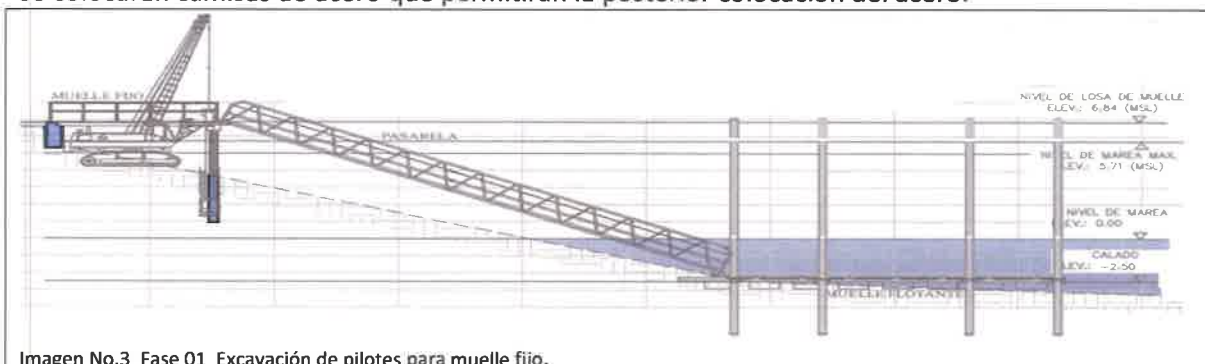 se colocarán camisas de acero que permitirán la posterior colocación del acero.
MUELLE FIJO
NIVEL DE LOSA DE MUELLE
ELEV.: 6.84 (MSL)
PASARELA
NIVEL DE MAREA MAX.
ELEV.: 5.71 (MSL)
NIVEL DE MAREA
ELEV.: 0.00
CALADO
ELEV.: -2.50
MUELLE FLOTANTE
Imagen No.3 Fase 01 Excavación de pilotes para muelle fijo.